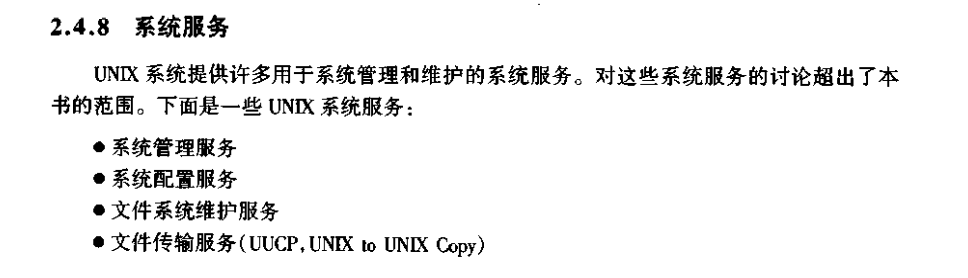 2.4.8 系统服务
UNIX 系统提供许多用于系统管理和维护的系统服务。对这些系统服务的讨论超出了本
书的范围。下面是一些 UNIX 系统服务：
●系统管理服务
●系统配置服务
●文件系统维护服务
●文件传输服务(UUCP,UNIX to UNIX Copy)